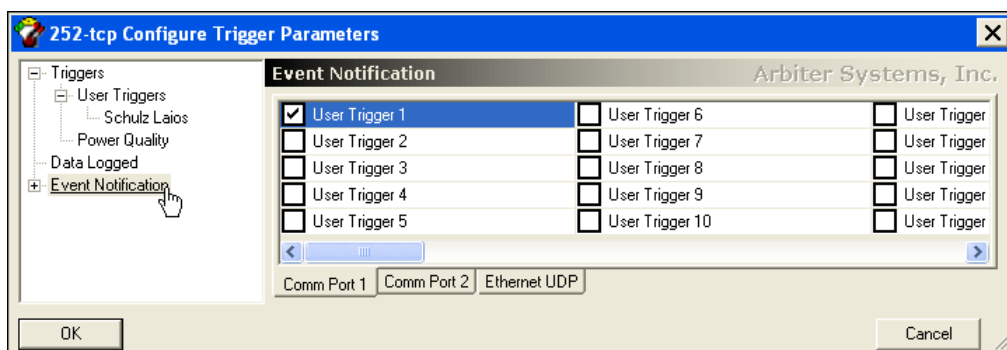 252-tcp Configure Trigger Parameters
Triggers
User Triggers
Schulz Laios
Power Quality
Data Logged
Event Notification
Event Notification
Arbiter Systems, Inc.
User Trigger 1
User Trigger 6
User Trigger
User Trigger 2
User Trigger 7
User Trigger
User Trigger 3
User Trigger 8
User Trigger
User Trigger 4
User Trigger 9
User Trigger
User Trigger 5
User Trigger 10
User Trigger
Comm Port 1
Comm Port 2
Ethernet UDP
OK
Cancel